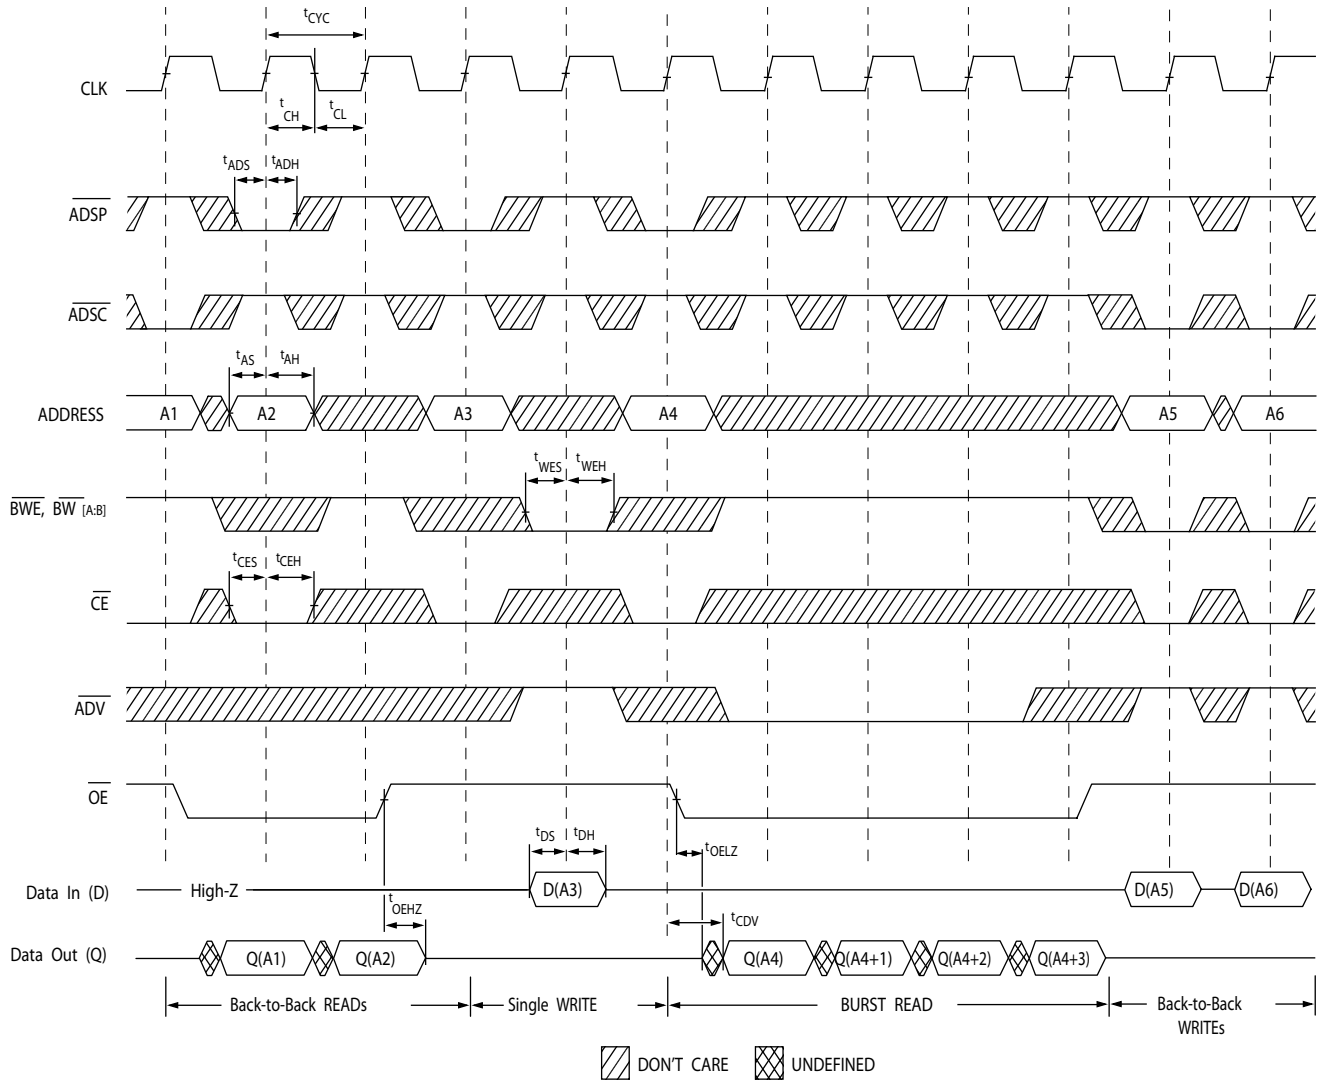 tCYC
CLK
tCH
tCL
tADS
tADH
ADSP
ADSC
tAS
tAH
ADDRESS
A1
A2
A3
A4
A5
A6
tWES
tWEH
BWE, BW [A:B]
tCES
tCEH
CE
ADV
OE
tDS
tDH
tOELZ
Data In (D)
High-Z
D(A3)
D(A5)
D(A6)
tOEHZ
tCDV
Data Out (Q)
Q(A1)
Q(A2)
Q(A4)
Q(A4+1)
Q(A4+2)
Q(A4+3)
Back-to-Back READs
Single WRITE
BURST READ
Back-to-Back
WRITEs
DON'T CARE
UNDEFINED